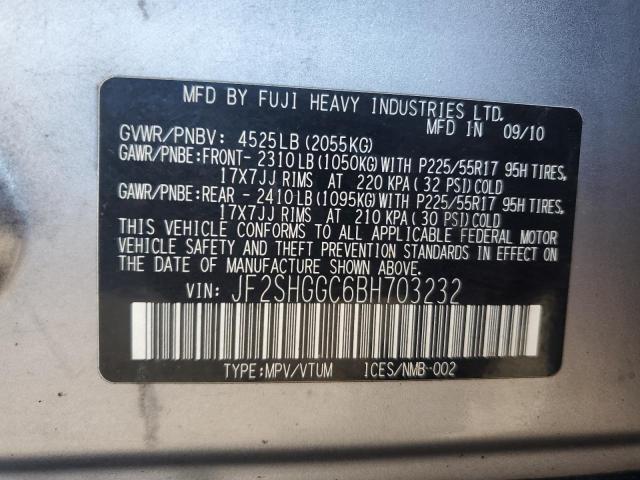 MFD BY FUJI HEAVY INDUSTRIES LTD.
MFD IN 09/10
GVWR/PNBV: 4525LB (2055KG)
GAWR/PNBE:FRONT- 2310LB(1050KG)WITH P225/55R17 95H TIRES,
17X7JJ RIMS AT 220 KPA (32 PSI)COLD
GAWR/PNBE:REAR - 2410LB(1095KG)WITH P225/55R17 95H TIRES,
17X7JJ RIMS AT 210 KPA (30 PSI)COLD
THIS VEHICLE CONFORMS TO ALL APPLICABLE FEDERAL MOTOR
VEHICLE SAFETY AND THEFT PREVENTION STANDARDS IN EFFECT ON
THE DATE OF MANUFACTURE SHOWN ABOVE.
VIN: JF2SHGGC6BH703232
TYPE:MPV/VTUM ICES/NMB-002